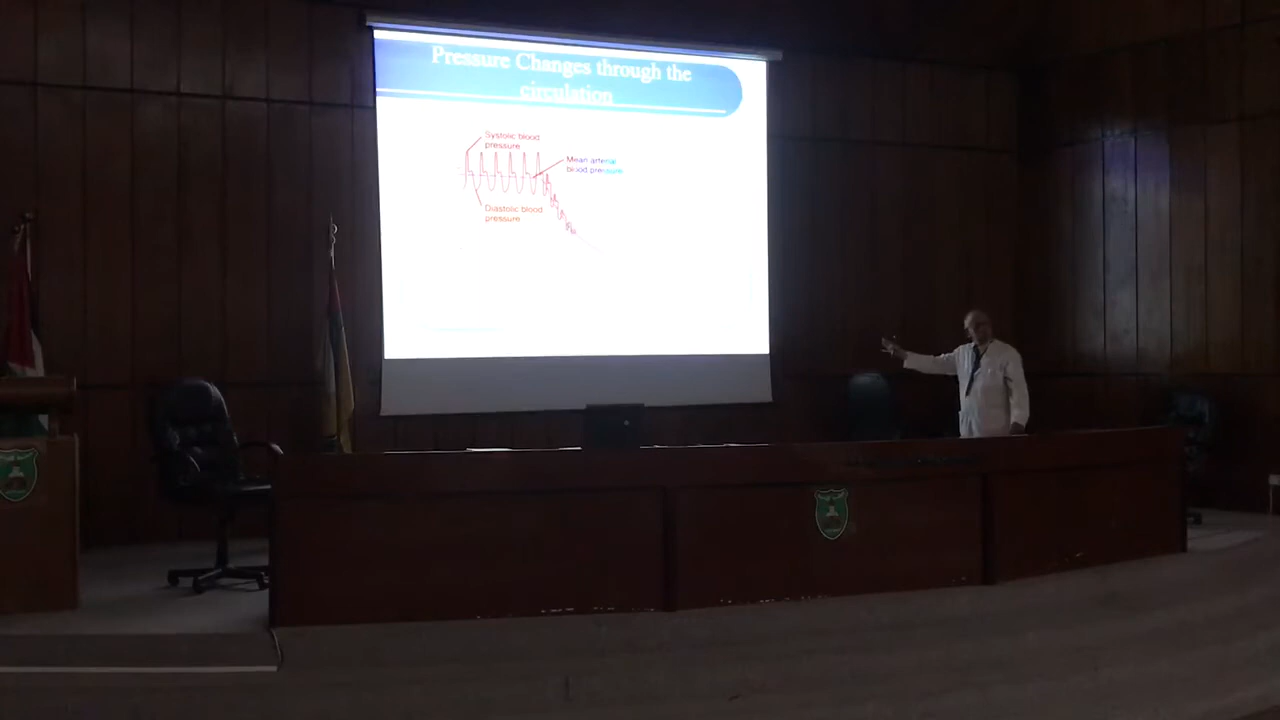 Pressure Changes through the
circulation
Systolic blood
pressure
Mean arterial
blood pressure
Diastolic blood
pressure